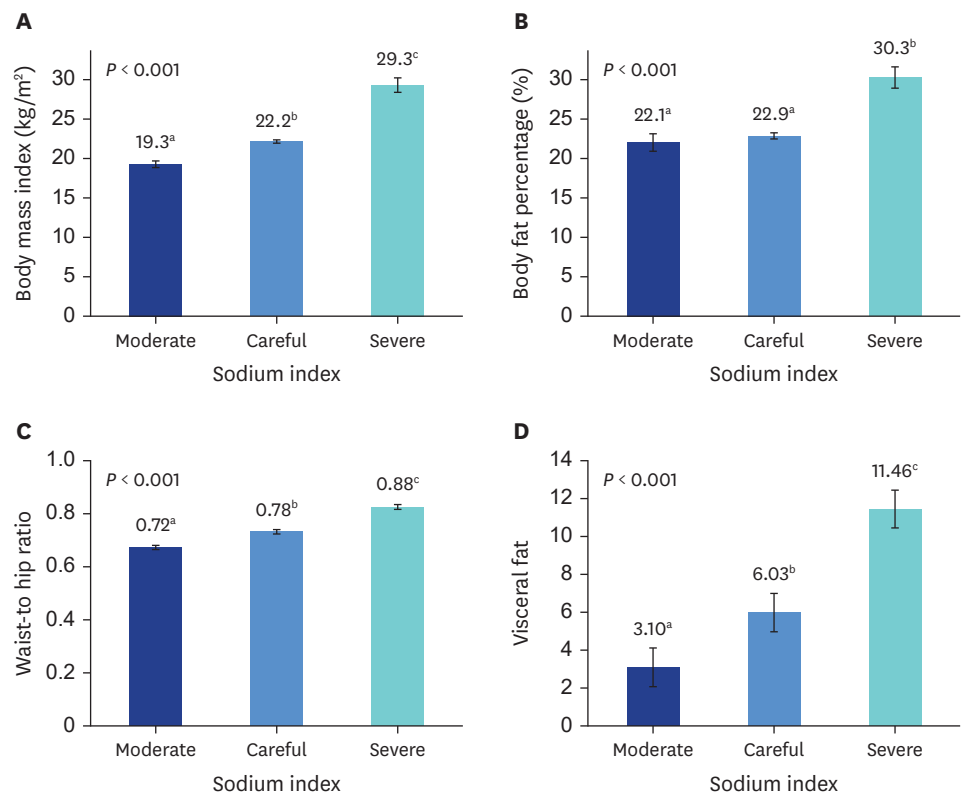 A
Body mass index (kg/m²)
P < 0.001
30
25
20
15
10
5
0
19.3ᵃ
22.2ᵇ
29.3ᶜ
Moderate
Careful
Severe
Sodium index
B
Body fat percentage (%)
P < 0.001
30
25
20
15
10
5
0
22.1ᵃ
22.9ᵃ
30.3ᵇ
Moderate
Careful
Severe
Sodium index
C
Waist-to hip ratio
P < 0.001
1.0
0.8
0.6
0.4
0.2
0
0.72ᵃ
0.78ᵇ
0.88ᶜ
Moderate
Careful
Severe
Sodium index
D
Visceral fat
P < 0.001
14
12
10
8
6
4
2
0
3.10ᵃ
6.03ᵇ
11.46ᶜ
Moderate
Careful
Severe
Sodium index